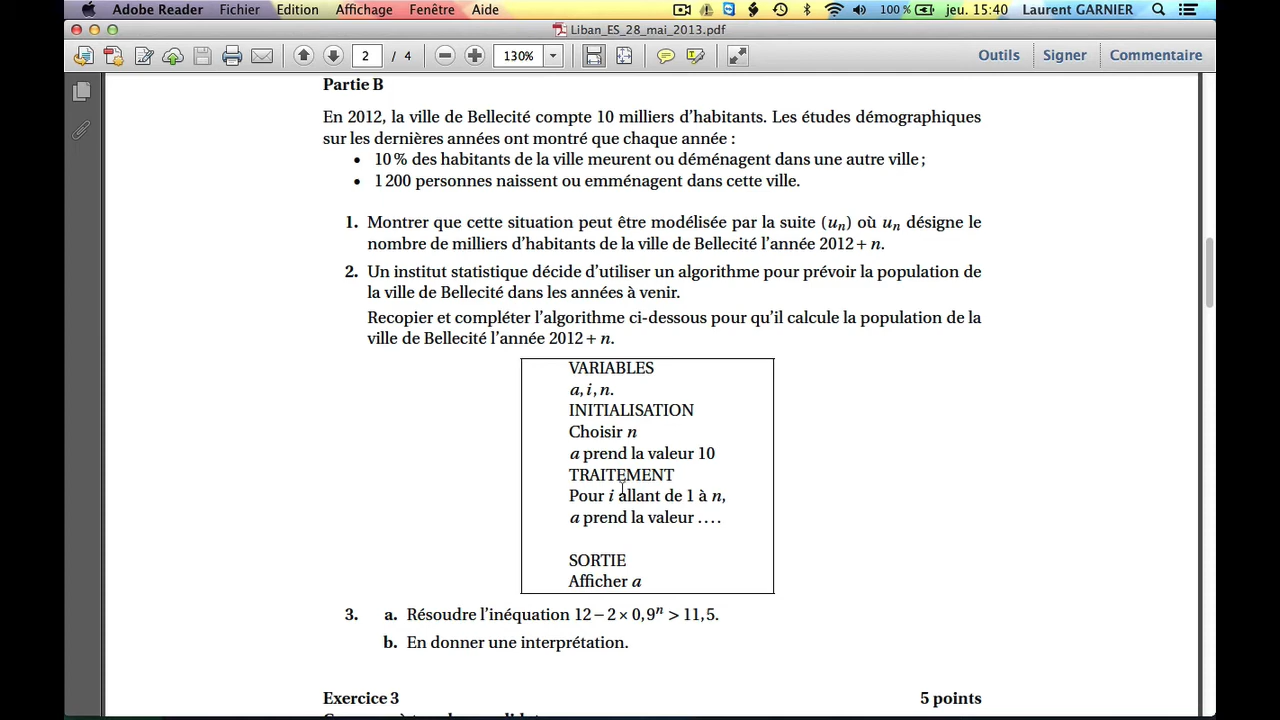 Adobe Reader Fichier Edition Affichage Fenêtre Aide 100 % jeu. 15:40 Laurent GARNIER
Liban_ES_28_mai_2013.pdf
2 / 4 130% Outils Signer Commentaire
Partie B
En 2012, la ville de Bellecité compte 10 milliers d'habitants. Les études démographiques
sur les dernières années ont montré que chaque année :
• 10 % des habitants de la ville meurent ou déménagent dans une autre ville ;
• 1 200 personnes naissent ou emménagent dans cette ville.
1. Montrer que cette situation peut être modélisée par la suite (uₙ) où uₙ désigne le
nombre de milliers d'habitants de la ville de Bellecité l'année 2012 + n.
2. Un institut statistique décide d'utiliser un algorithme pour prévoir la population de
la ville de Bellecité dans les années à venir.
Recopier et compléter l'algorithme ci-dessous pour qu'il calcule la population de la
ville de Bellecité l'année 2012 + n.
VARIABLES
a, i, n.
INITIALISATION
Choisir n
a prend la valeur 10
TRAITEMENT
Pour i allant de 1 à n,
a prend la valeur ....
SORTIE
Afficher a
3. a. Résoudre l'inéquation 12 − 2 × 0,9ⁿ > 11,5.
b. En donner une interprétation.
Exercice 3 5 points